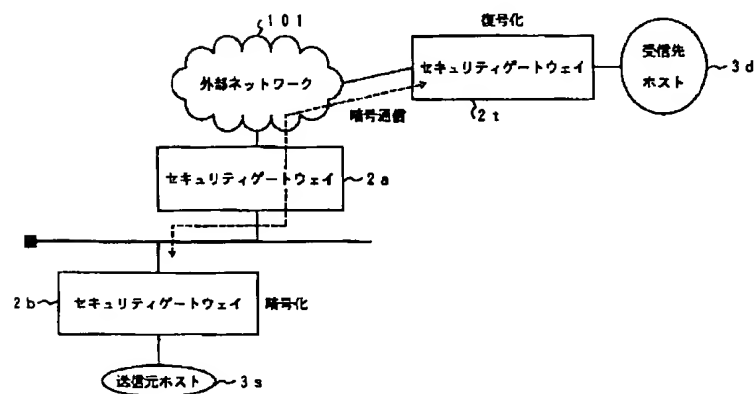 101
復号化
外部ネットワーク
セキュリティゲートウェイ
受信先
ホスト
3d
暗号通信
2t
セキュリティゲートウェイ
2a
2b
セキュリティゲートウェイ
暗号化
送信元ホスト
3s